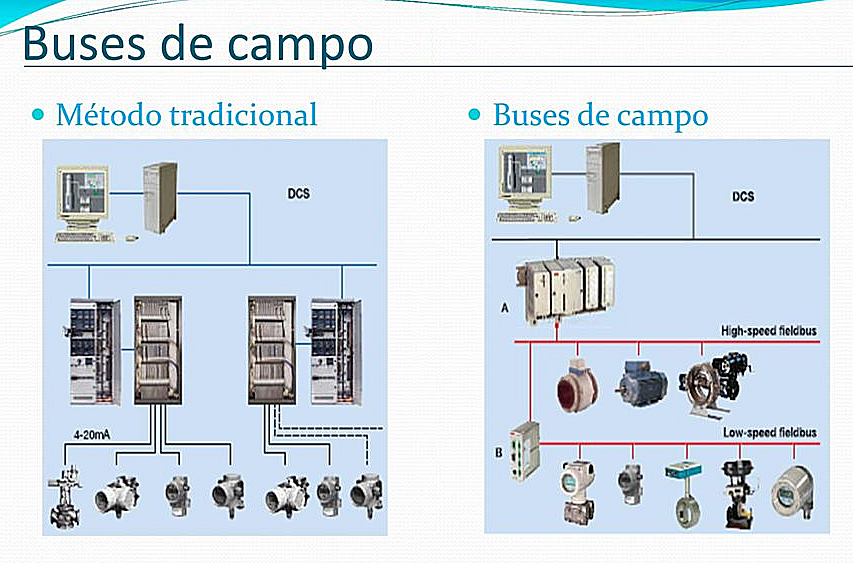 Buses de campo
Método tradicional
Buses de campo
DCS
4-20mA
DCS
A
High-speed fieldbus
Low-speed fieldbus
B